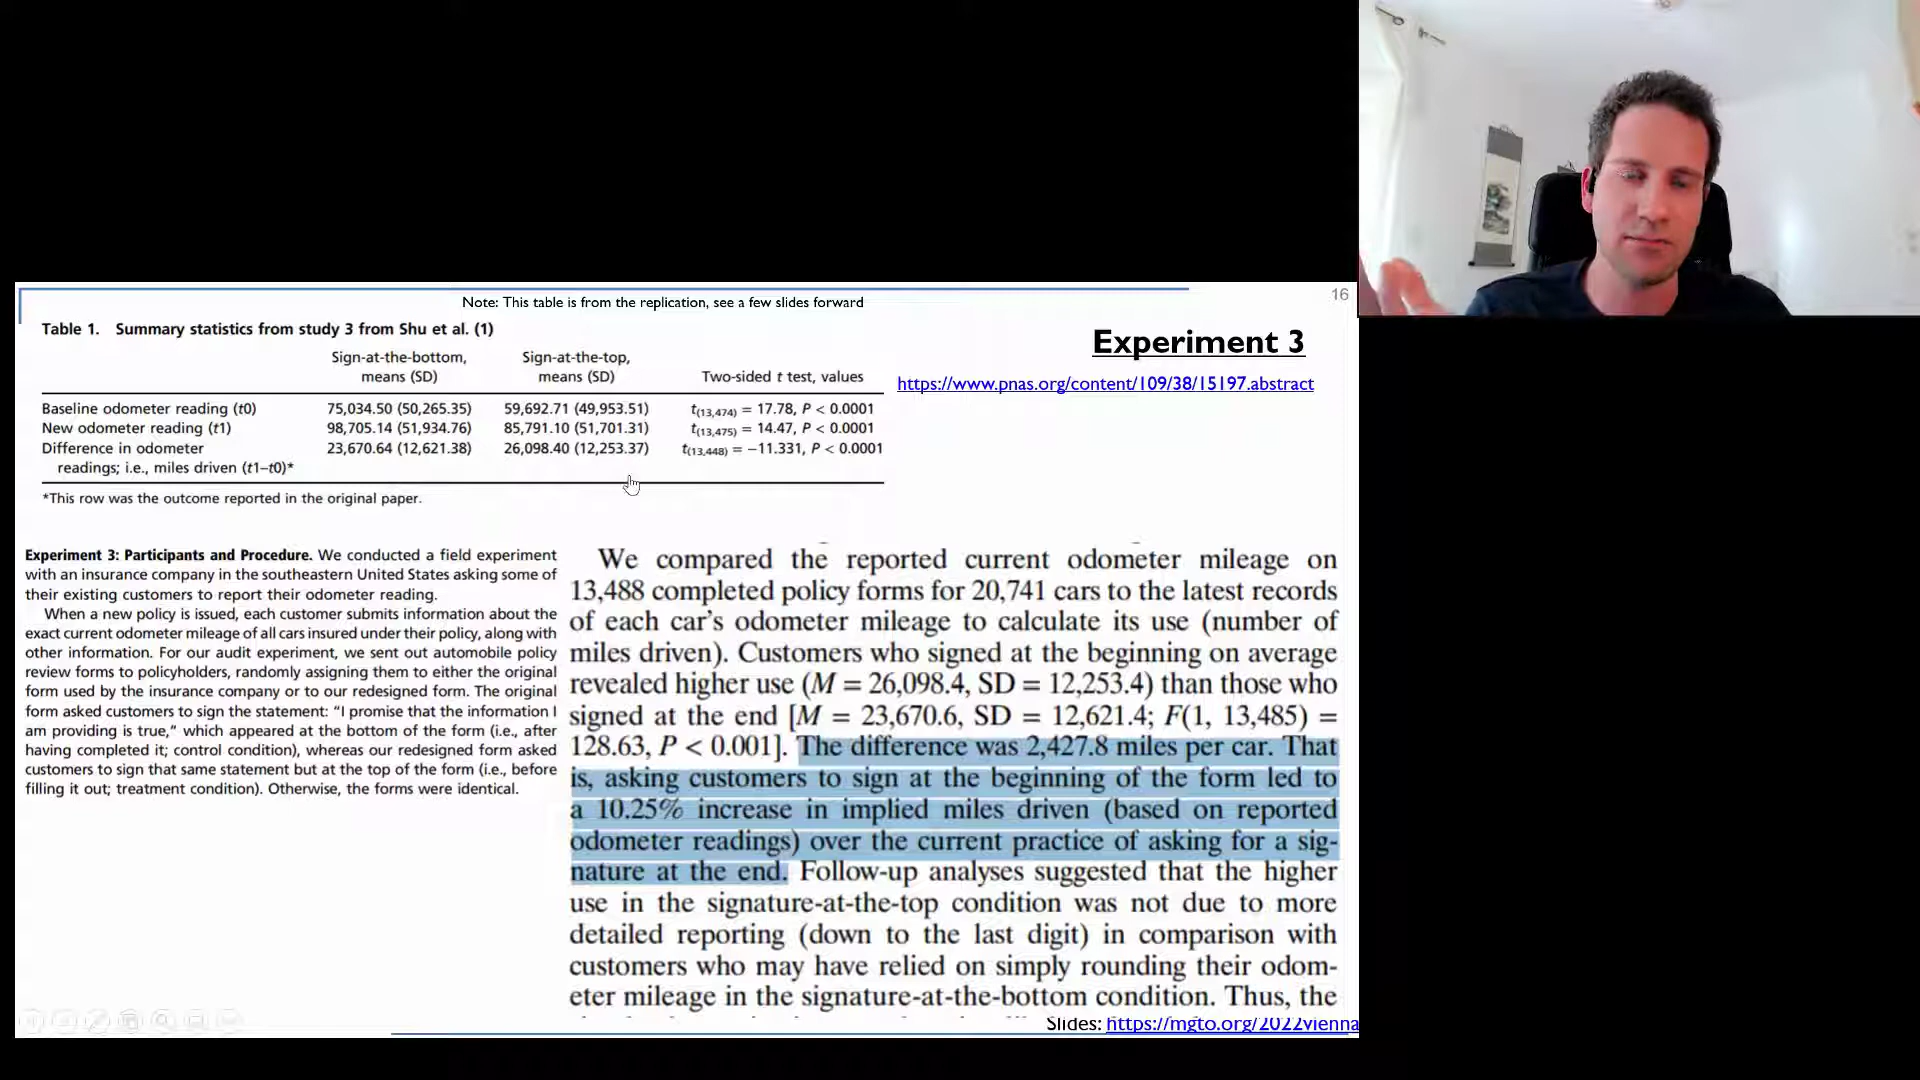 Note: This table is from the replication, see a few slides forward
16
Table 1. Summary statistics from study 3 from Shu et al. (1)
Sign-at-the-bottom, means (SD)
Sign-at-the-top, means (SD)
Two-sided t test, values
Baseline odometer reading (t0) 75,034.50 (50,265.35) 59,692.71 (49,953.51) t(13,474) = 17.78, P < 0.0001
New odometer reading (t1) 98,705.14 (51,934.76) 85,791.10 (51,701.31) t(13,475) = 14.47, P < 0.0001
Difference in odometer 23,670.64 (12,621.38) 26,098.40 (12,253.37) t(13,448) = −11.331, P < 0.0001
readings; i.e., miles driven (t1–t0)*
*This row was the outcome reported in the original paper.
Experiment 3
https://www.pnas.org/content/109/38/15197.abstract
Experiment 3: Participants and Procedure. We conducted a field experiment
with an insurance company in the southeastern United States asking some of
their existing customers to report their odometer reading.
When a new policy is issued, each customer submits information about the
exact current odometer mileage of all cars insured under their policy, along with
other information. For our audit experiment, we sent out automobile policy
review forms to policyholders, randomly assigning them to either the original
form used by the insurance company or to our redesigned form. The original
form asked customers to sign the statement: “I promise that the information I
am providing is true,” which appeared at the bottom of the form (i.e., after
having completed it; control condition), whereas our redesigned form asked
customers to sign that same statement but at the top of the form (i.e., before
filling it out; treatment condition). Otherwise, the forms were identical.
We compared the reported current odometer mileage on
13,488 completed policy forms for 20,741 cars to the latest records
of each car’s odometer mileage to calculate its use (number of
miles driven). Customers who signed at the beginning on average
revealed higher use (M = 26,098.4, SD = 12,253.4) than those who
signed at the end [M = 23,670.6, SD = 12,621.4; F(1, 13,485) =
128.63, P < 0.001]. The difference was 2,427.8 miles per car. That
is, asking customers to sign at the beginning of the form led to
a 10.25% increase in implied miles driven (based on reported
odometer readings) over the current practice of asking for a sig-
nature at the end. Follow-up analyses suggested that the higher
use in the signature-at-the-top condition was not due to more
detailed reporting (down to the last digit) in comparison with
customers who may have relied on simply rounding their odom-
eter mileage in the signature-at-the-bottom condition. Thus, the
Slides: https://mgto.org/2022vienna